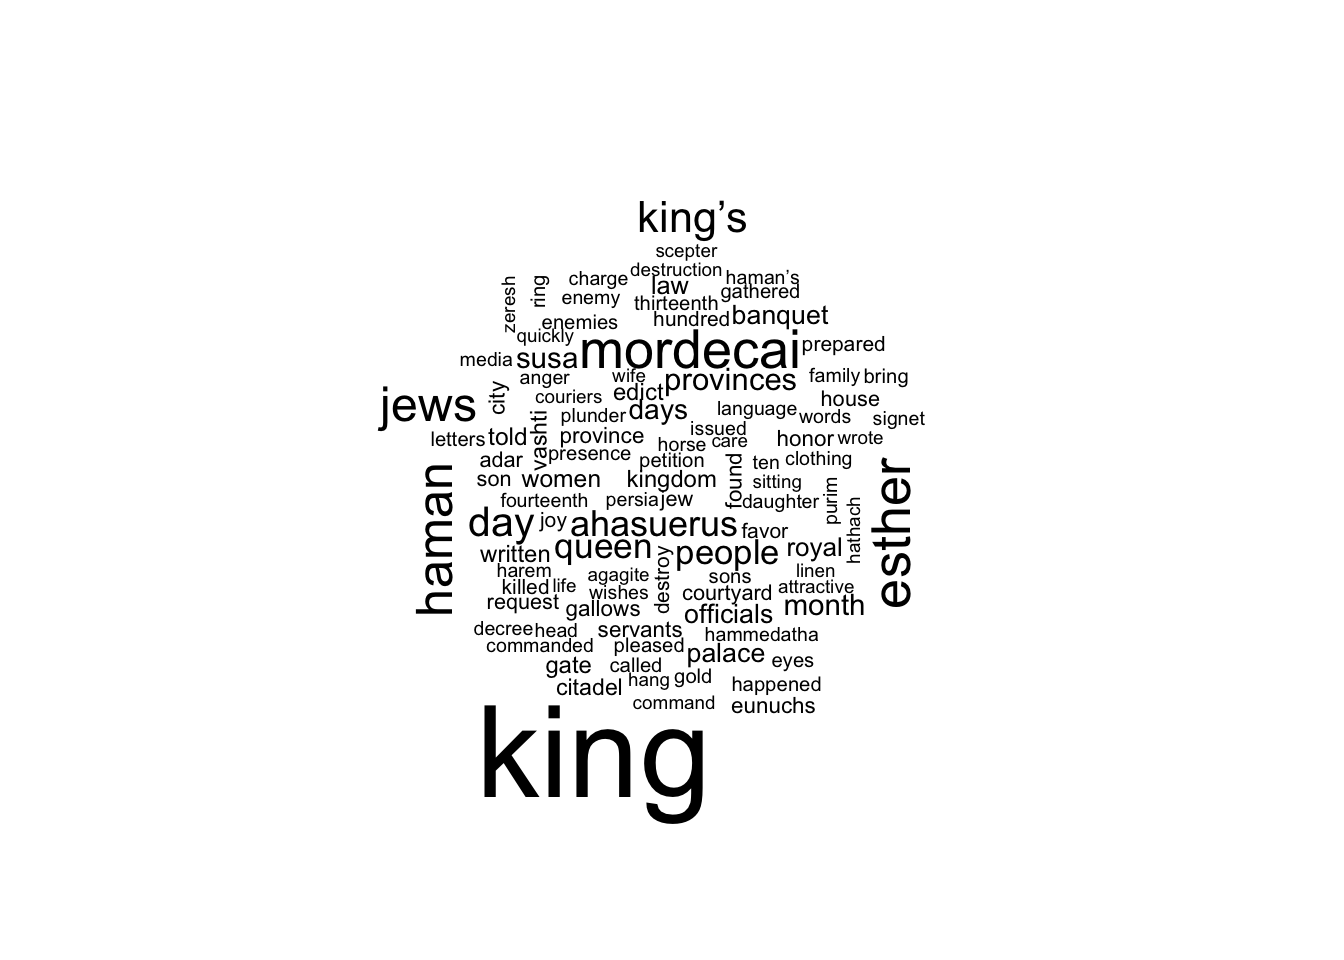 king’s
scepter
destruction
charge
law
haman’s
zeresh
ring
enemy
thirteenth
gathered
enemies
hundred
banquet
quickly
media
susa
mordecai
prepared
anger
wife
provinces
family
bring
jews
city
couriers
edict
house
plunder
days
language
words
signet
letters
told
vashti
province
issued
horse
care
honor
wrote
presence
adar
petition
found
ten
clothing
son
women
kingdom
sitting
fourteenth
persia
jew
daughter
purim
hathach
haman
esther
day
joy
ahasuerus
favor
written
queen
destroy
people
royal
harem
agagite
sons
linen
killed
life
wishes
courtyard
attractive
request
gallows
officials
month
decree
head
servants
hammedatha
commanded
pleased
palace
gate
called
eyes
citadel
hang
gold
happened
command
eunuchs
king